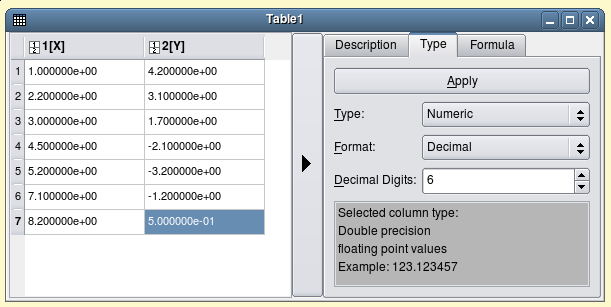 Table1
1[X] 2[Y]
1 1.000000e+00 4.200000e+00
2 2.200000e+00 3.100000e+00
3 3.000000e+00 1.700000e+00
4 4.500000e+00 -2.100000e+00
5 5.200000e+00 -3.200000e+00
6 7.100000e+00 -1.200000e+00
7 8.200000e+00 5.000000e-01
Description Type Formula
Apply
Type: Numeric
Format: Decimal
Decimal Digits: 6
Selected column type:
Double precision
floating point values
Example: 123.123457